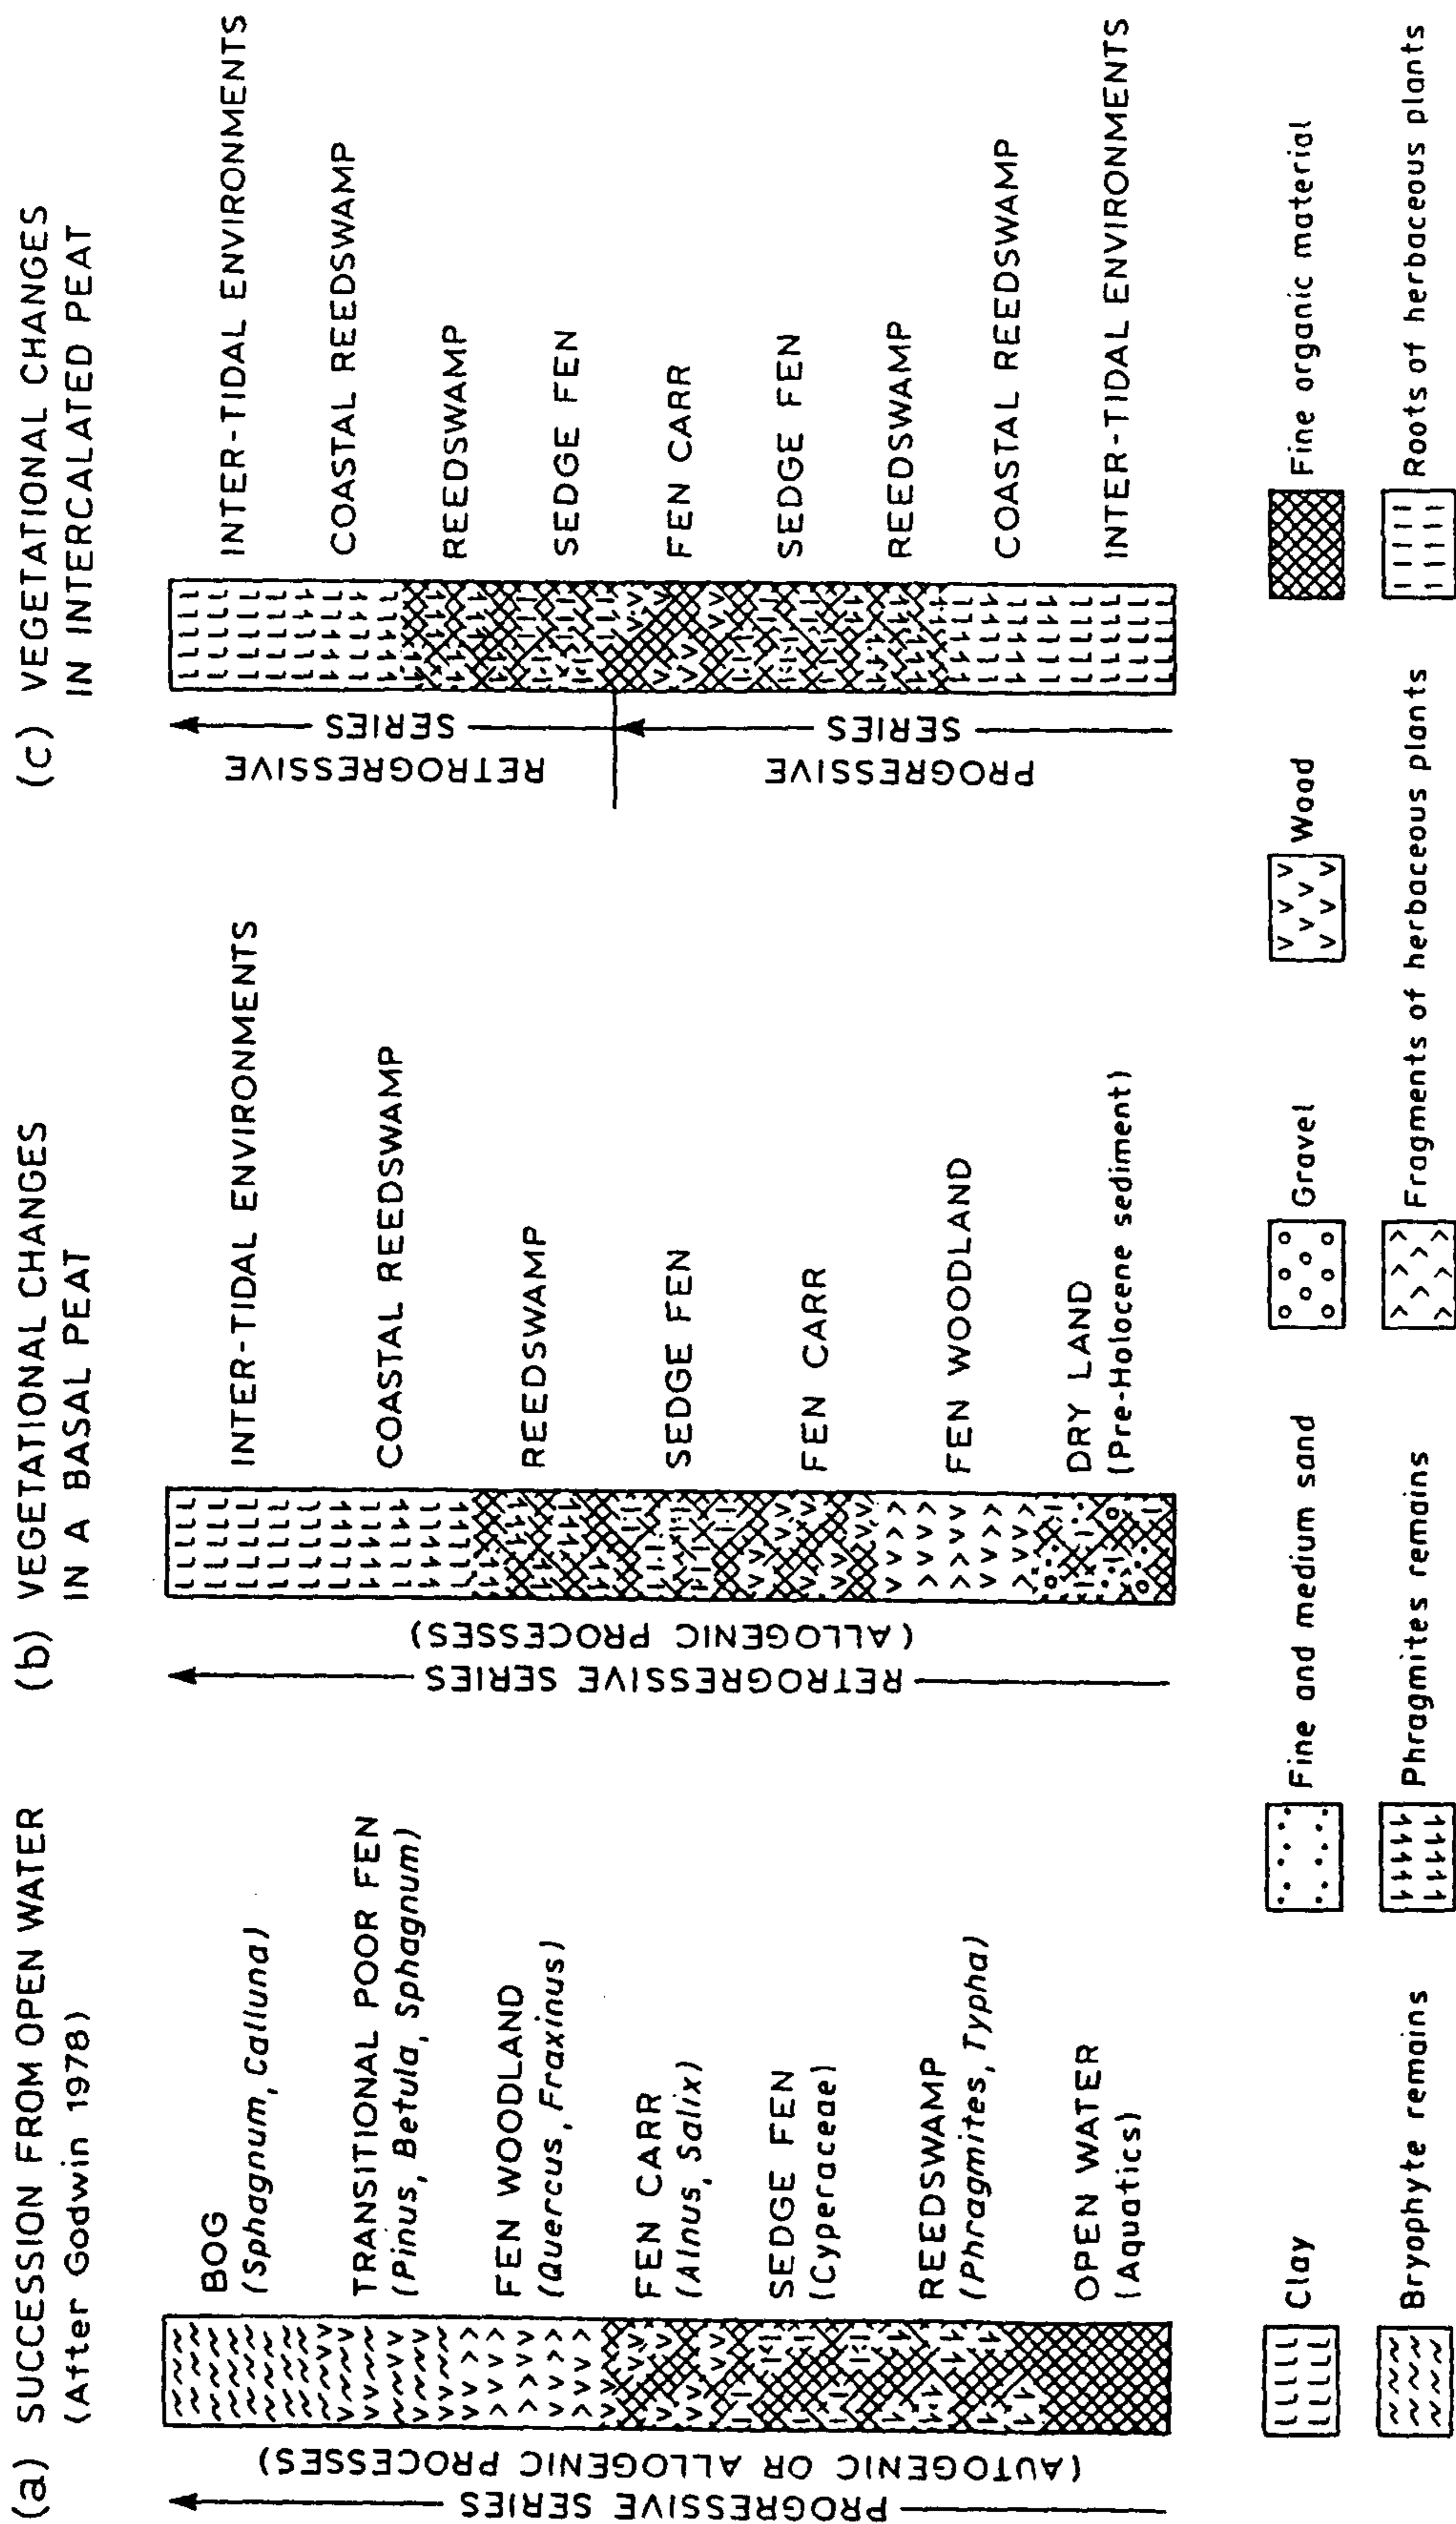 (a) SUCCESSION FROM OPEN WATER
(After Godwin 1978)
PROGRESSIVE SERIES
(AUTOGENIC OR ALLOGENIC PROCESSES)
BOG
(Sphagnum, Calluna)
TRANSITIONAL POOR FEN
(Pinus, Betula, Sphagnum)
FEN WOODLAND
(Quercus, Fraxinus)
FEN CARR
(Alnus, Salix)
SEDGE FEN
(Cyperaceae)
REEDSWAMP
(Phragmites, Typha)
OPEN WATER
(Aquatics)
(b) VEGETATIONAL CHANGES
IN A BASAL PEAT
RETROGRESSIVE SERIES
(ALLOGENIC PROCESSES)
INTER-TIDAL ENVIRONMENTS
COASTAL REEDSWAMP
REEDSWAMP
SEDGE FEN
FEN CARR
FEN WOODLAND
DRY LAND
(Pre-Holocene sediment)
(c) VEGETATIONAL CHANGES
IN INTERCALATED PEAT
RETROGRESSIVE
SERIES
PROGRESSIVE
SERIES
INTER-TIDAL ENVIRONMENTS
COASTAL REEDSWAMP
REEDSWAMP
SEDGE FEN
FEN CARR
SEDGE FEN
REEDSWAMP
COASTAL REEDSWAMP
INTER-TIDAL ENVIRONMENTS
Clay
Fine and medium sand
Gravel
Wood
Fine organic material
Bryophyte remains
Phragmites remains
Fragments of herbaceous plants
Roots of herbaceous plants